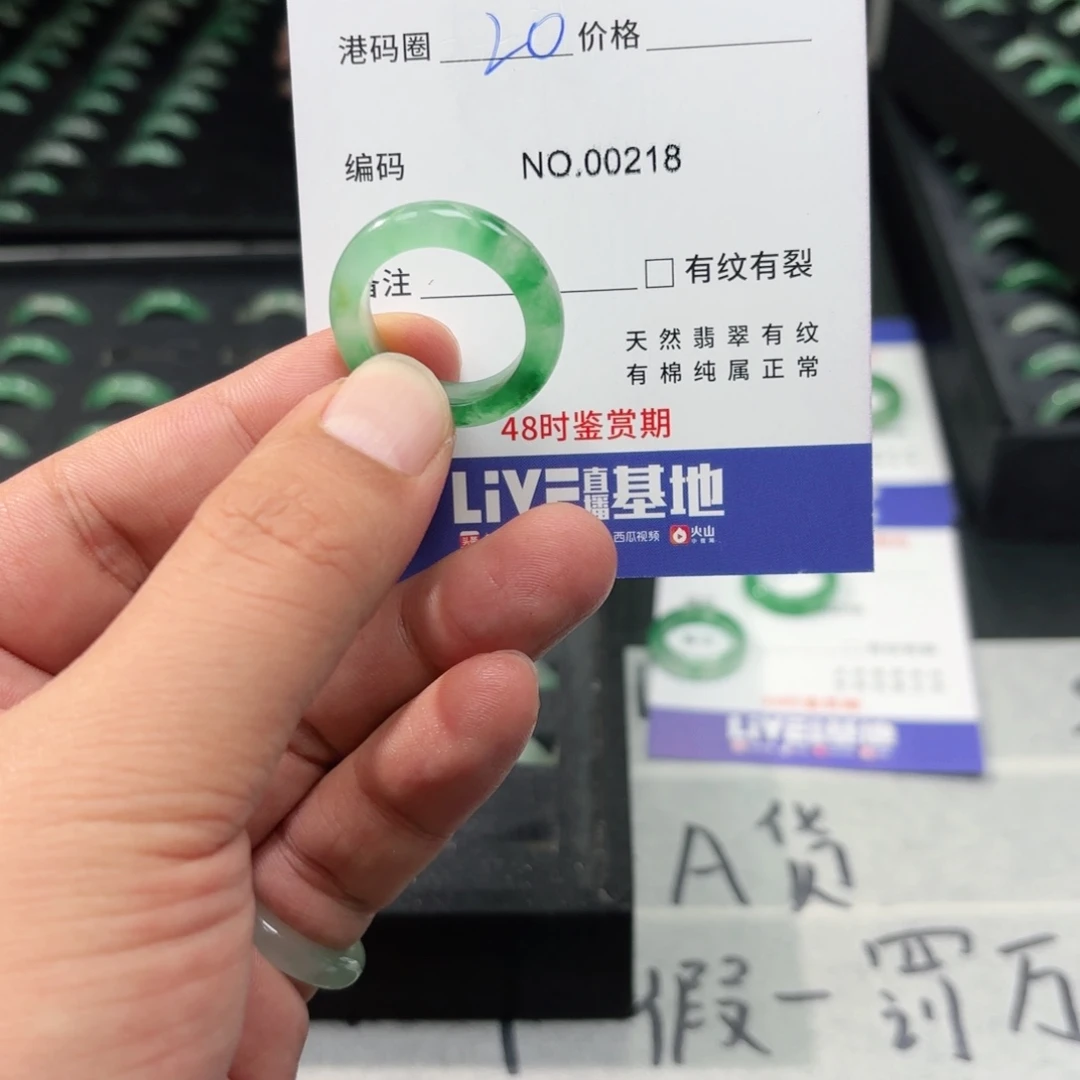 港码圈 20 价格
编码 NO.00218
备注 □ 有纹有裂
天然翡翠有纹
有棉纯属正常
48时鉴赏期
LiVE直播基地
西瓜视频 火山
A货
假一罚万